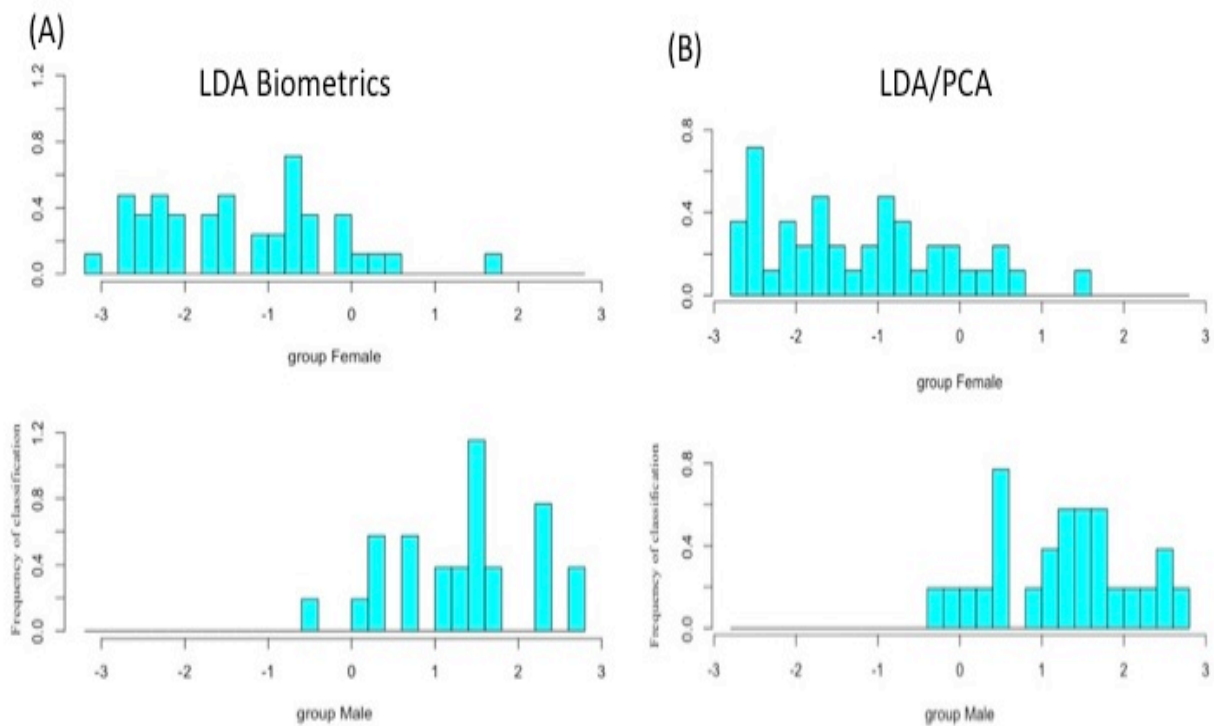 (A)
LDA Biometrics
1.2
0.8
0.4
0.0
-3 -2 -1 0 1 2 3
group Female
(B)
LDA/PCA
0.8
0.4
0.0
-3 -2 -1 0 1 2 3
group Female
Frequency of classification
1.2
0.8
0.4
0.0
-3 -2 -1 0 1 2 3
group Male
Frequency of classification
0.8
0.4
0.0
-3 -2 -1 0 1 2 3
group Male